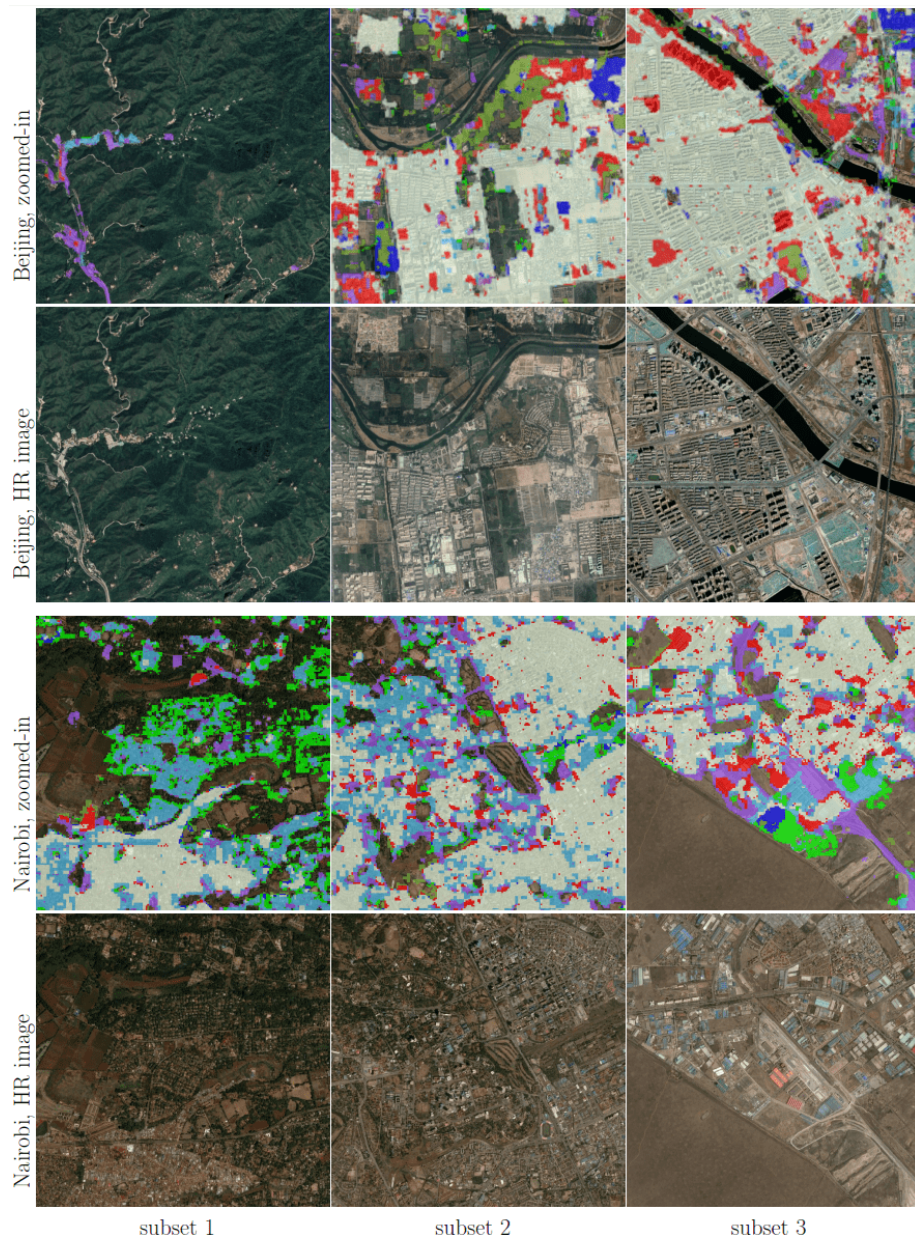 Beijing, zoomed-in
Beijing, HR image
Nairobi, zoomed-in
Nairobi, HR image
subset 1
subset 2
subset 3